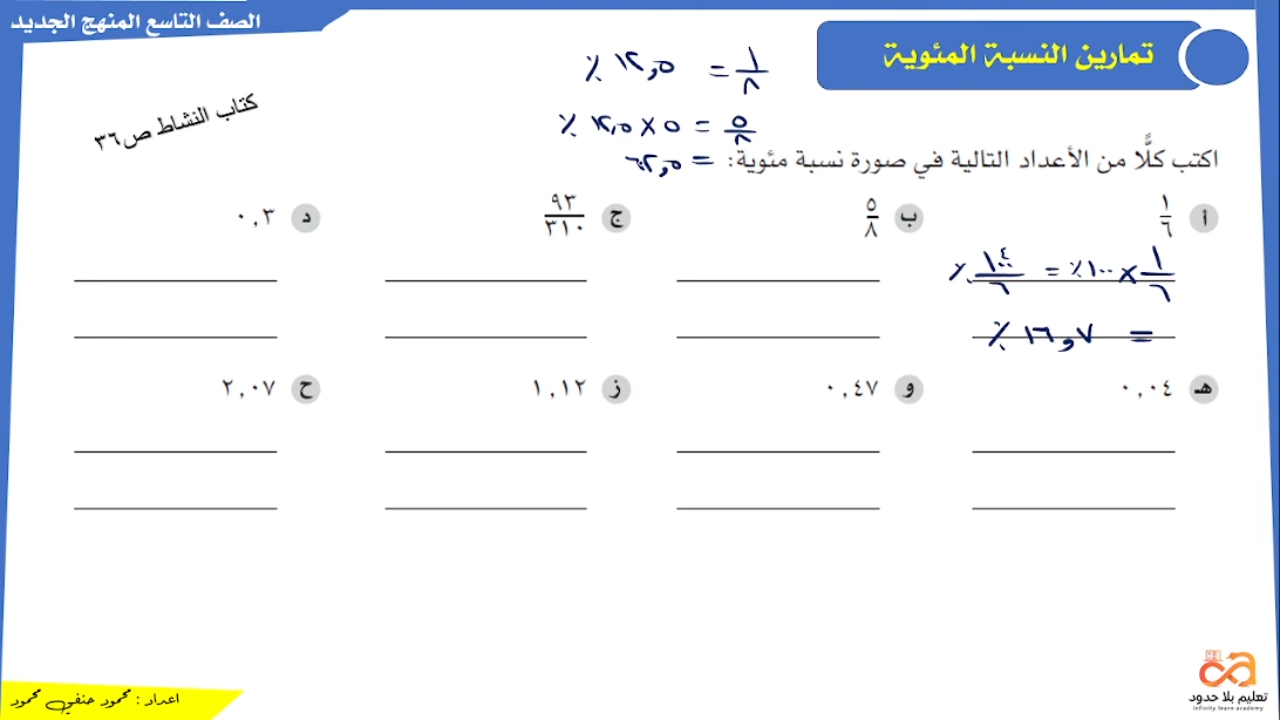 الصف التاسع المنهج الجديد
تمارين النسبة المئوية
كتاب النشاط ص٣٦
١/٨ = ١٢,٥ ٪
٥/٨ = ٥ × ١٢,٥ ٪
= ٦٢,٥
اكتب كلًّا من الأعداد التالية في صورة نسبة مئوية:
أ ١/٦ ب ٥/٨ ج ٩٣/٣١٠ د ٠,٣
١/٦ × ١٠٠٪ =
= ١٦,٧ ٪
هـ ٠,٠٤ و ٠,٤٧ ز ١,١٢ ح ٢,٠٧
اعداد : محمود حنفي محمود
تعليم بلا حدود
Infinity learn academy